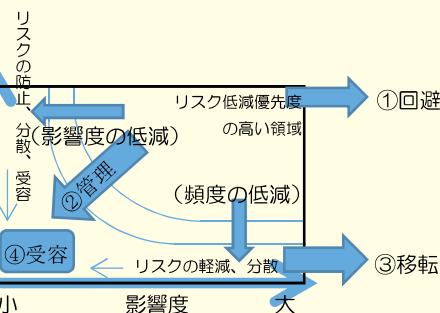 リスクの防止、分散、受容
リスク低減優先度
の高い領域
①回避
（影響度の低減）
②管理
（頻度の低減）
④受容
リスクの軽減、分散
③移転
小
影響度
大